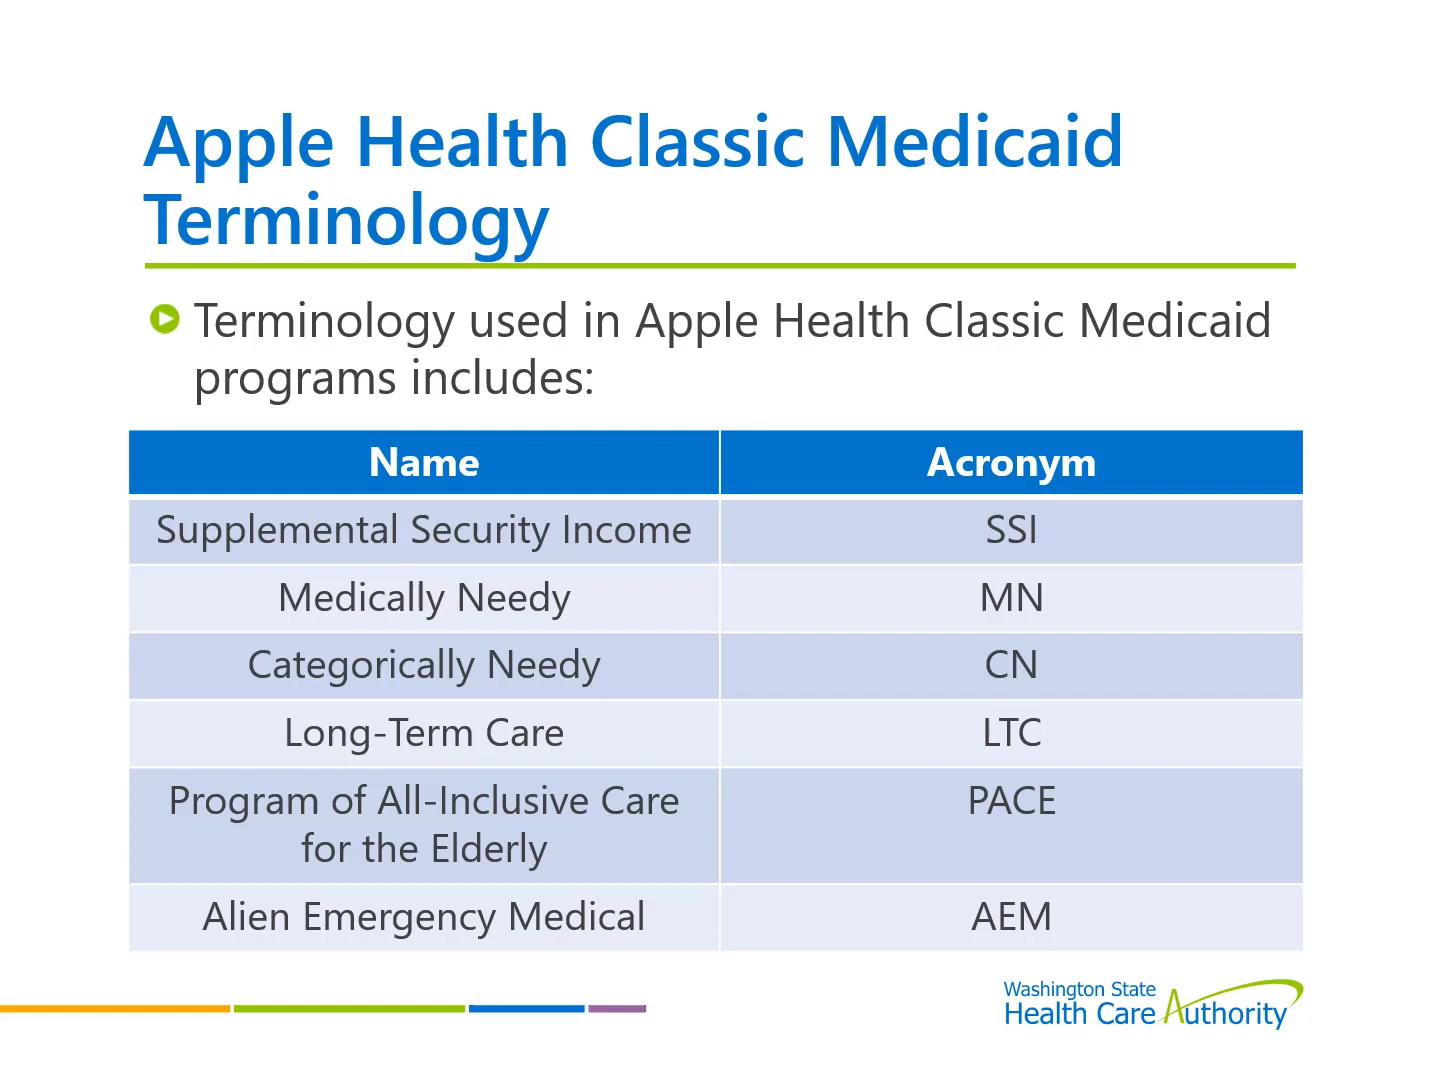 Apple Health Classic Medicaid
Terminology
Terminology used in Apple Health Classic Medicaid
programs includes:
Name Acronym
Supplemental Security Income SSI
Medically Needy MN
Categorically Needy CN
Long-Term Care LTC
Program of All-Inclusive Care PACE
for the Elderly
Alien Emergency Medical AEM
Washington State
Health Care Authority